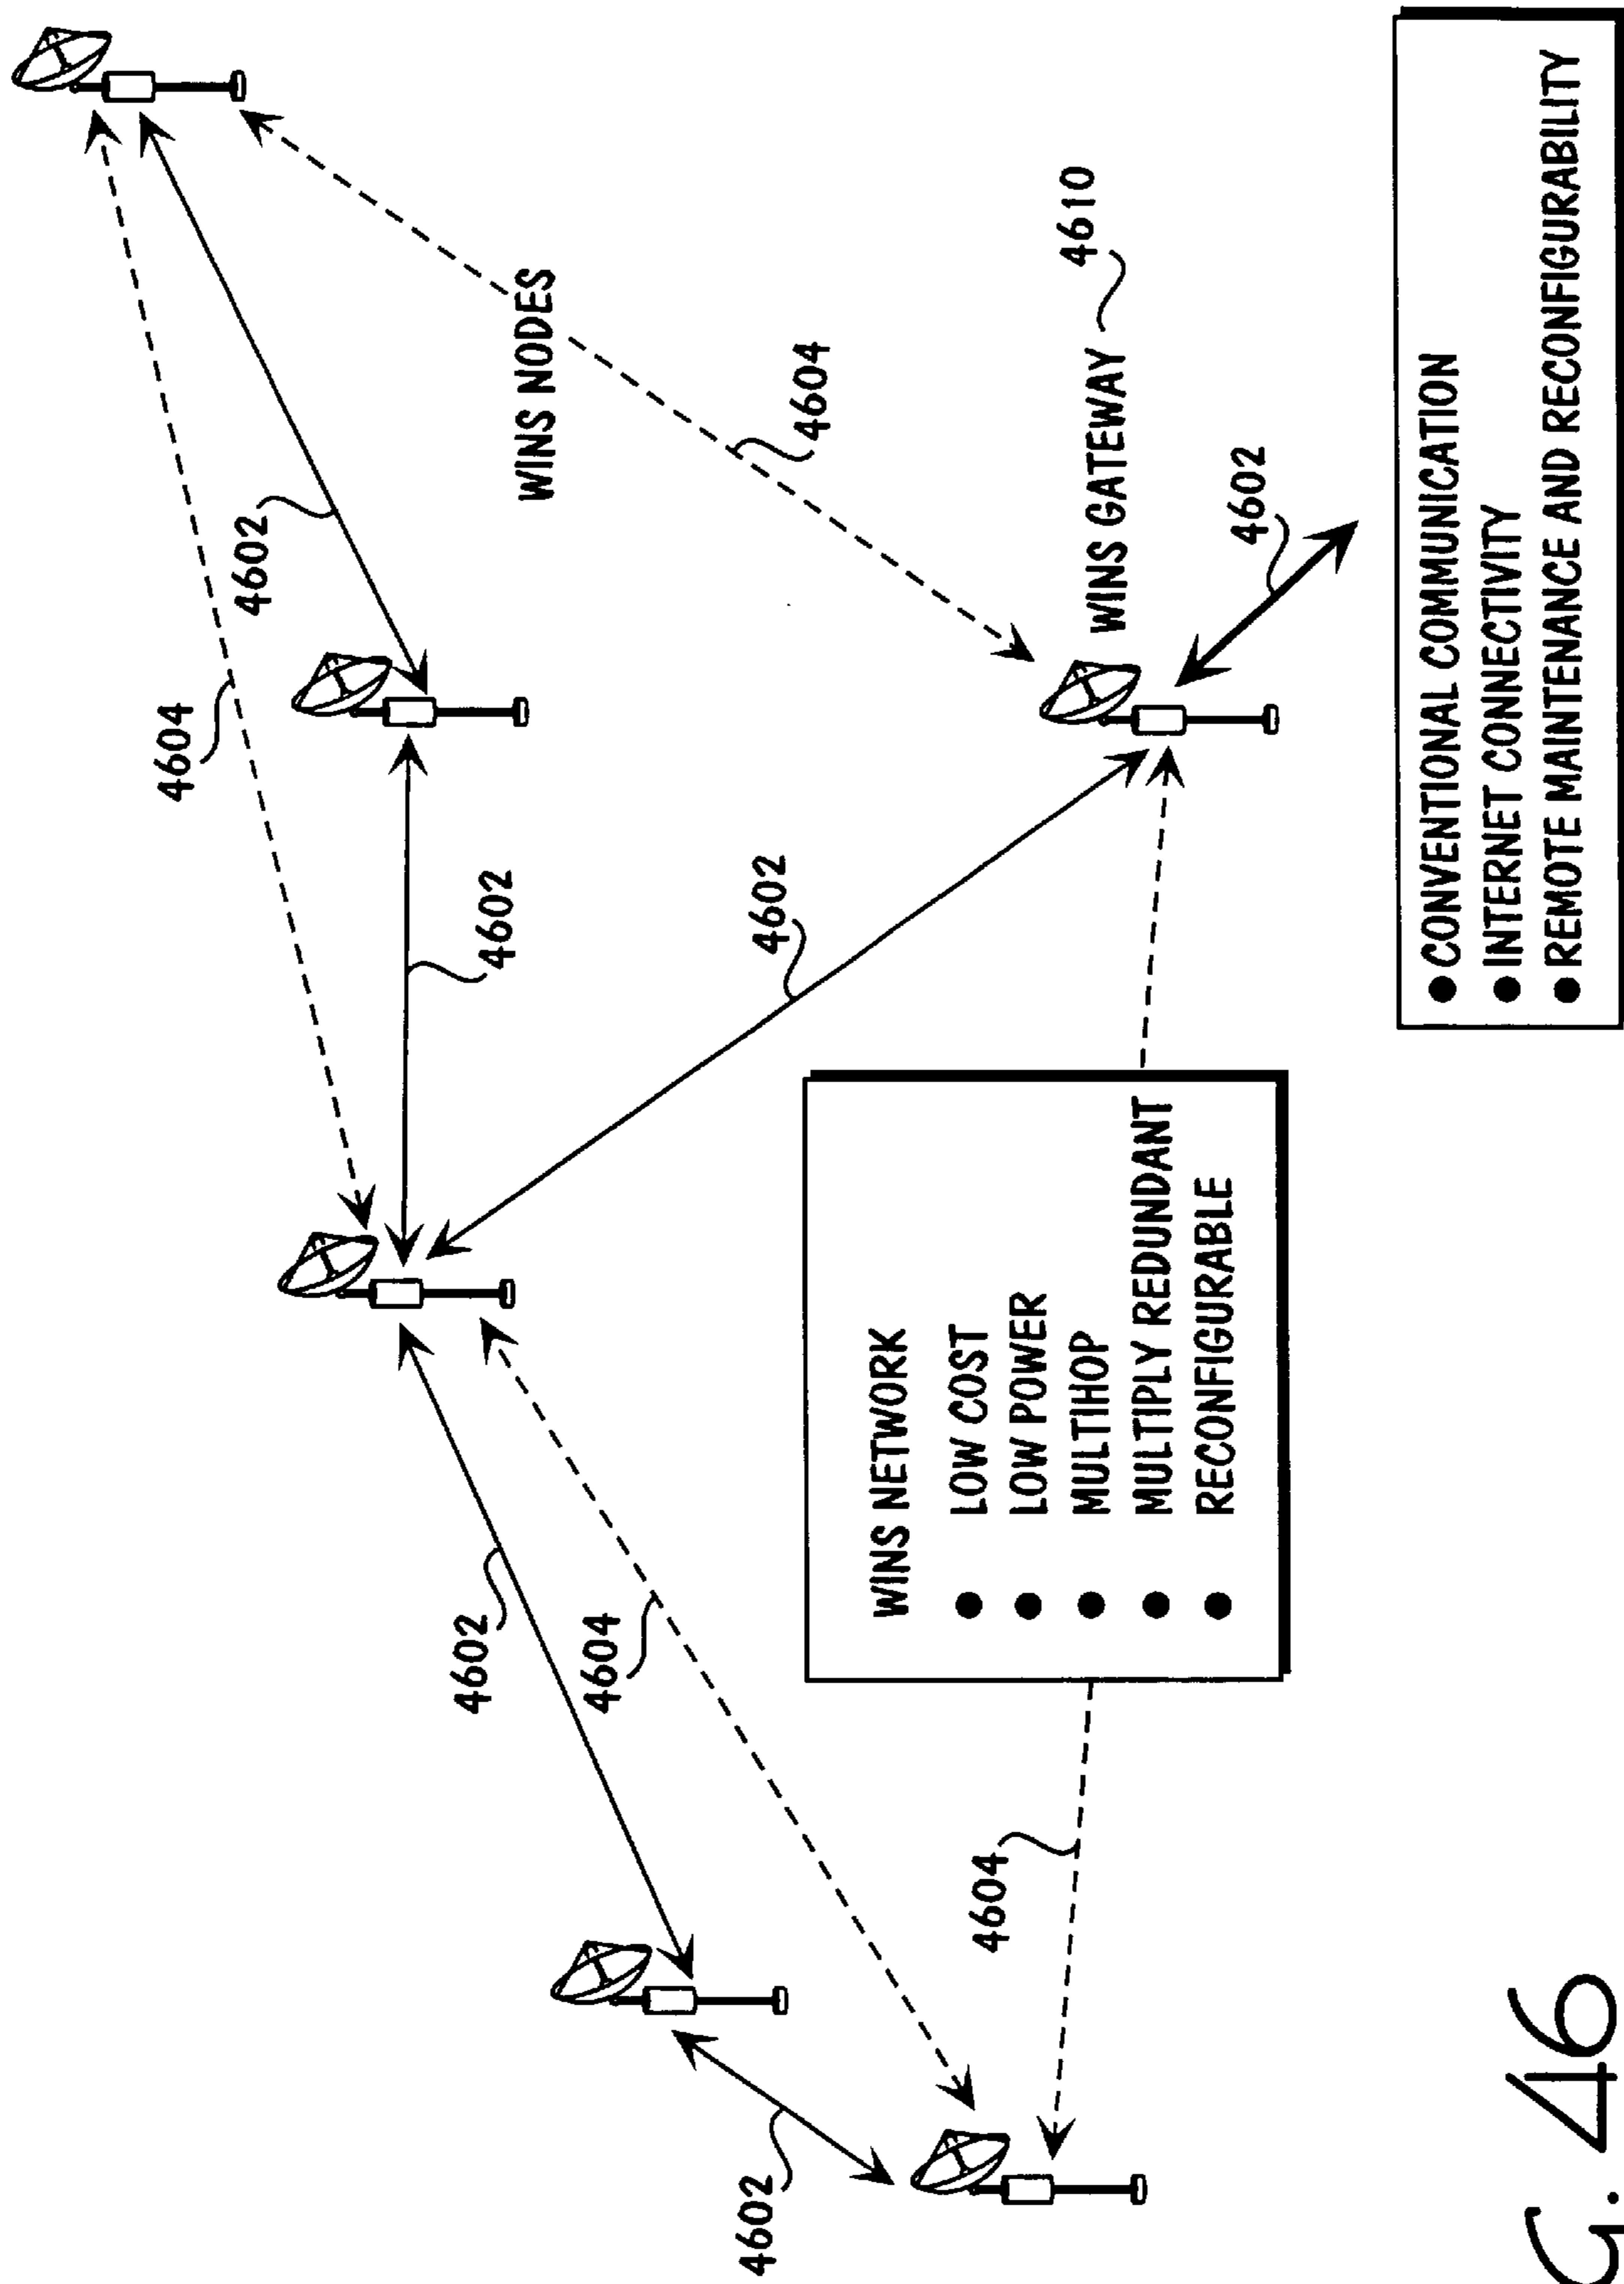 4604
4602
4602
4602
WINS NODES
4604
4602
4602
4604
4604
WINS NETWORK
● LOW COST
● LOW POWER
● MULTIHOP
● MULTIPLY REDUNDANT
● RECONFIGURABLE
WINS GATEWAY 4610
4602
● CONVENTIONAL COMMUNICATION
● INTERNET CONNECTIVITY
● REMOTE MAINTENANCE AND RECONFIGURABILITY
G. 46